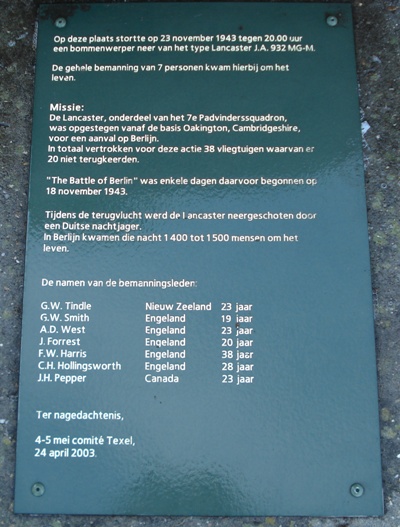 Op deze plaats stortte op 23 november 1943 tegen 20.00 uur
een bommenwerper neer van het type Lancaster J.A. 932 MG-M.
De gehele bemanning van 7 personen kwam hierbij om het
leven.
Missie:
De Lancaster, onderdeel van het 7e Padvinderssquadron,
was opgestegen vanaf de basis Oakington, Cambridgeshire,
voor een aanval op Berlijn.
In totaal vertrokken voor deze actie 38 vliegtuigen waarvan er
20 niet terugkeerden.
"The Battle of Berlin" was enkele dagen daarvoor begonnen op
18 november 1943.
Tijdens de terugvlucht werd de Lancaster neergeschoten door
een Duitse nachtjager.
In Berlijn kwamen die nacht 1400 tot 1500 mensen om het
leven.
De namen van de bemanningsleden:
G.W. Tindle Nieuw Zeeland 23 jaar
G.W. Smith Engeland 19 jaar
A.D. West Engeland 23 jaar
J. Forrest Engeland 20 jaar
F.W. Harris Engeland 38 jaar
C.H. Hollingsworth Engeland 28 jaar
J.H. Pepper Canada 23 jaar
Ter nagedachtenis,
4-5 mei comité Texel,
24 april 2003.